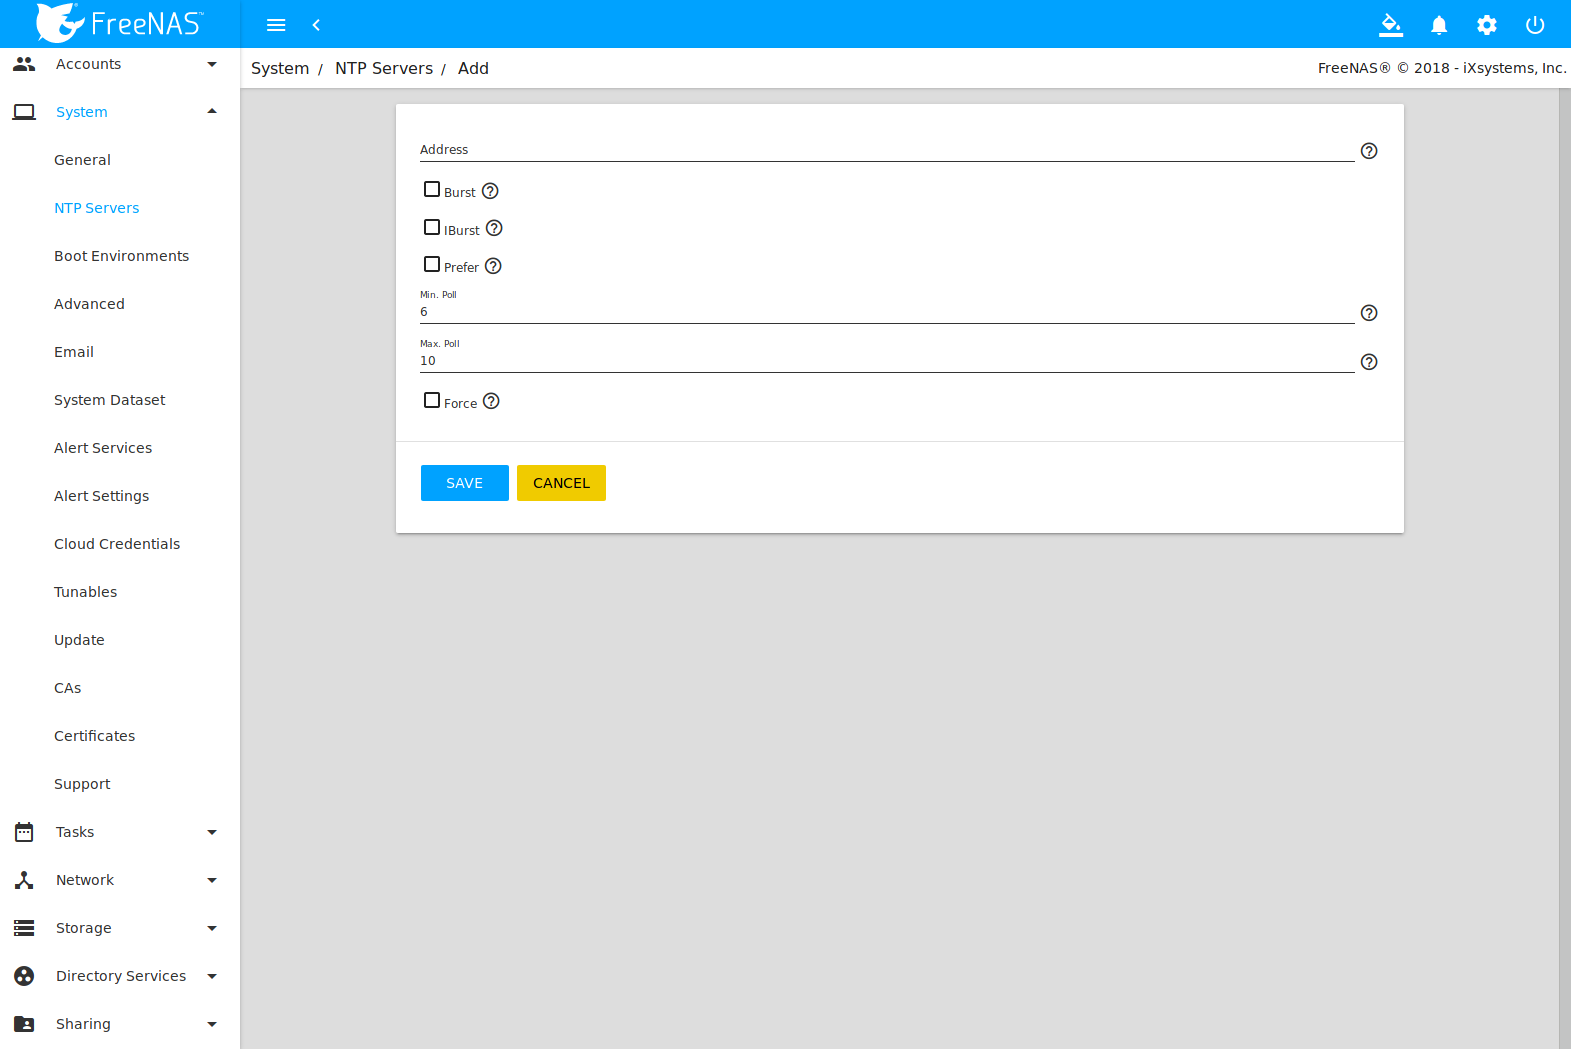 FreeNAS™
System / NTP Servers / Add
FreeNAS® © 2018 - iXsystems, Inc.
Accounts
System
General
NTP Servers
Boot Environments
Advanced
Email
System Dataset
Alert Services
Alert Settings
Cloud Credentials
Tunables
Update
CAs
Certificates
Support
Tasks
Network
Storage
Directory Services
Sharing
Address
Burst
IBurst
Prefer
Min. Poll
6
Max. Poll
10
Force
SAVE CANCEL